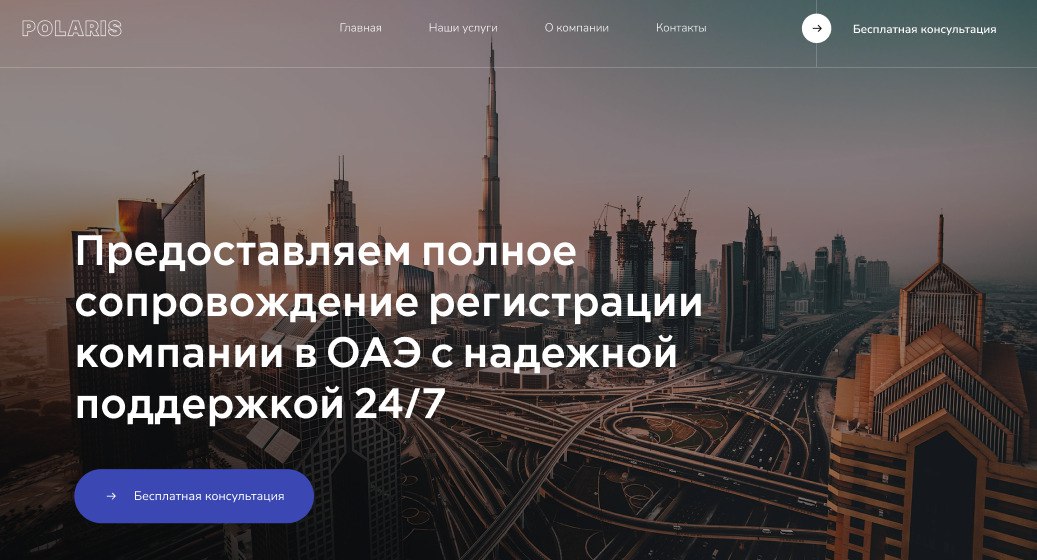 POLARIS
Главная
Наши услуги
О компании
Контакты
Бесплатная консультация
Предоставляем полное
сопровождение регистрации
компании в ОАЭ с надежной
поддержкой 24/7
Бесплатная консультация